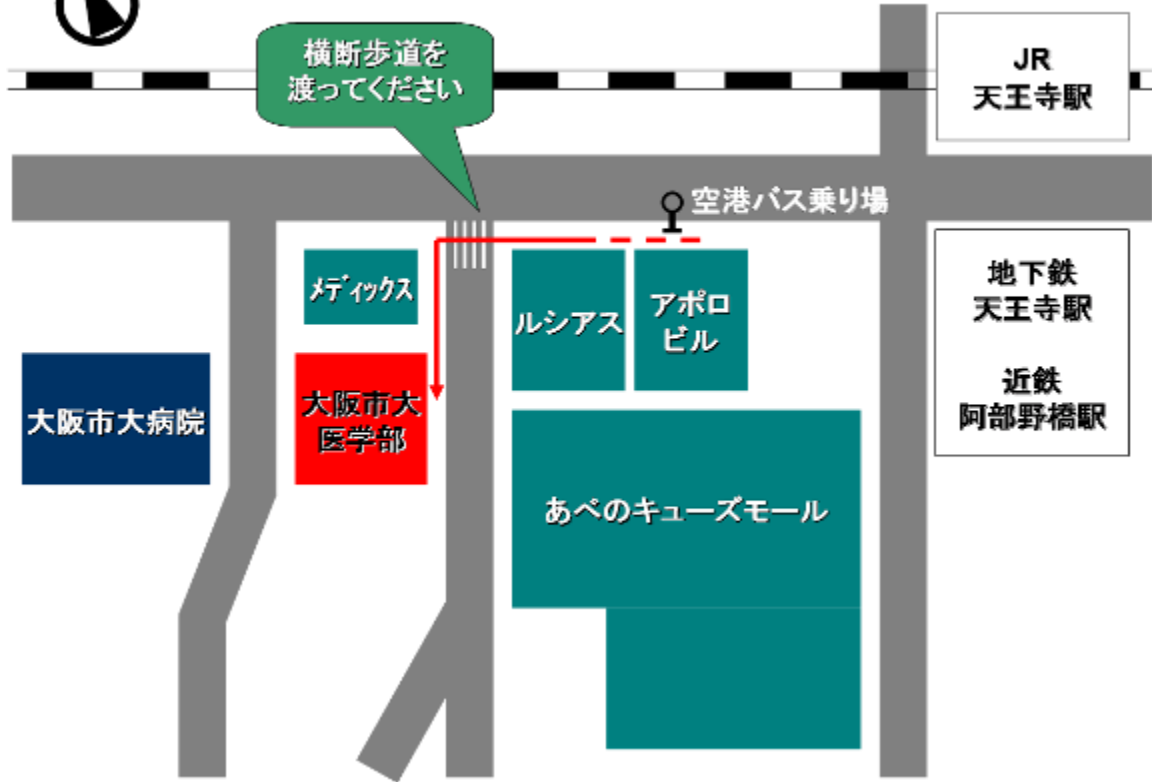 横断歩道を
渡ってください
JR
天王寺駅
空港バス乗り場
地下鉄
天王寺駅
近鉄
阿部野橋駅
メディックス
ルシアス
アポロ
ビル
大阪市大病院
大阪市大
医学部
あべのキューズモール